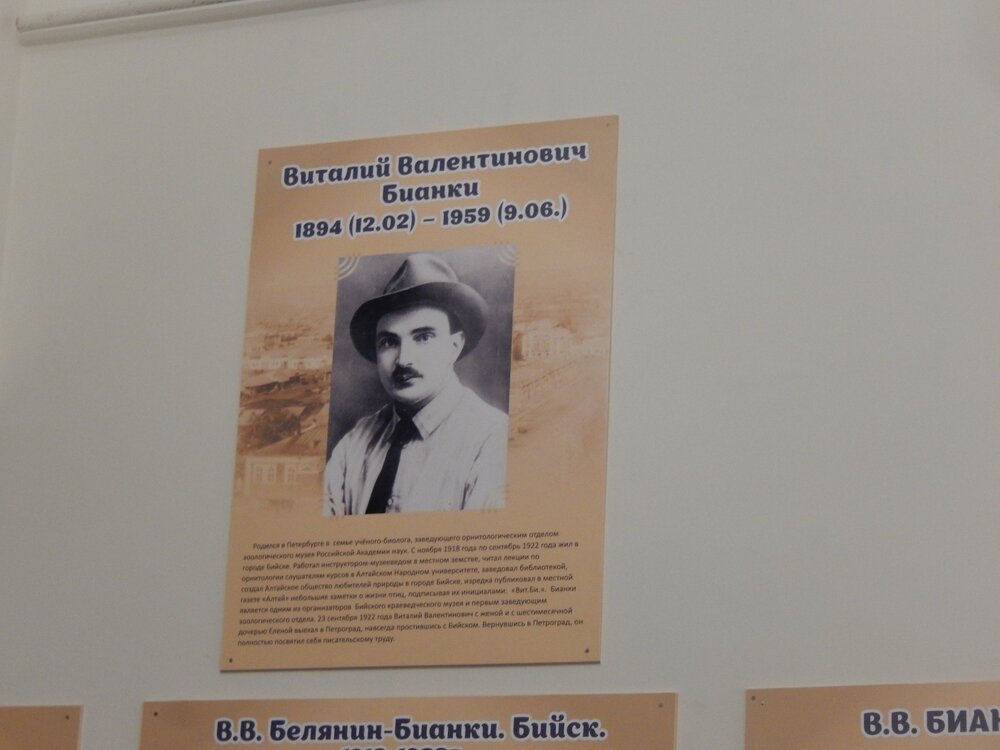 Виталий Валентинович
Бианки
1894 (12.02) – 1959 (9.06.)
Родился в Петербурге в семье учёного-биолога, заведующего орнитологическим отделом
зоологического музея Российской Академии наук. С ноября 1918 года по сентябрь 1922 года жил в
городе Бийске. Работал инструктором-музееведом в местном земстве, читал лекции по
орнитологии слушателям курсов в Алтайском Народном университете, заведовал библиотекой,
создал Алтайское общество любителей природы в городе Бийске, изредка публиковал в местной
газете «Алтай» небольшие заметки о жизни птиц, подписывая их инициалами: «Вит.Би.». Бианки
является одним из организаторов Бийского краеведческого музея и первым заведующим
зоологического отдела. 23 сентября 1922 года Виталий Валентинович с женой и с шестимесячной
дочерью Еленой выехал в Петроград, навсегда простившись с Бийском. Вернувшись в Петроград, он
полностью посвятил себя писательскому труду.
В.В. Белянин-Бианки. Бийск.
В.В. БИАН